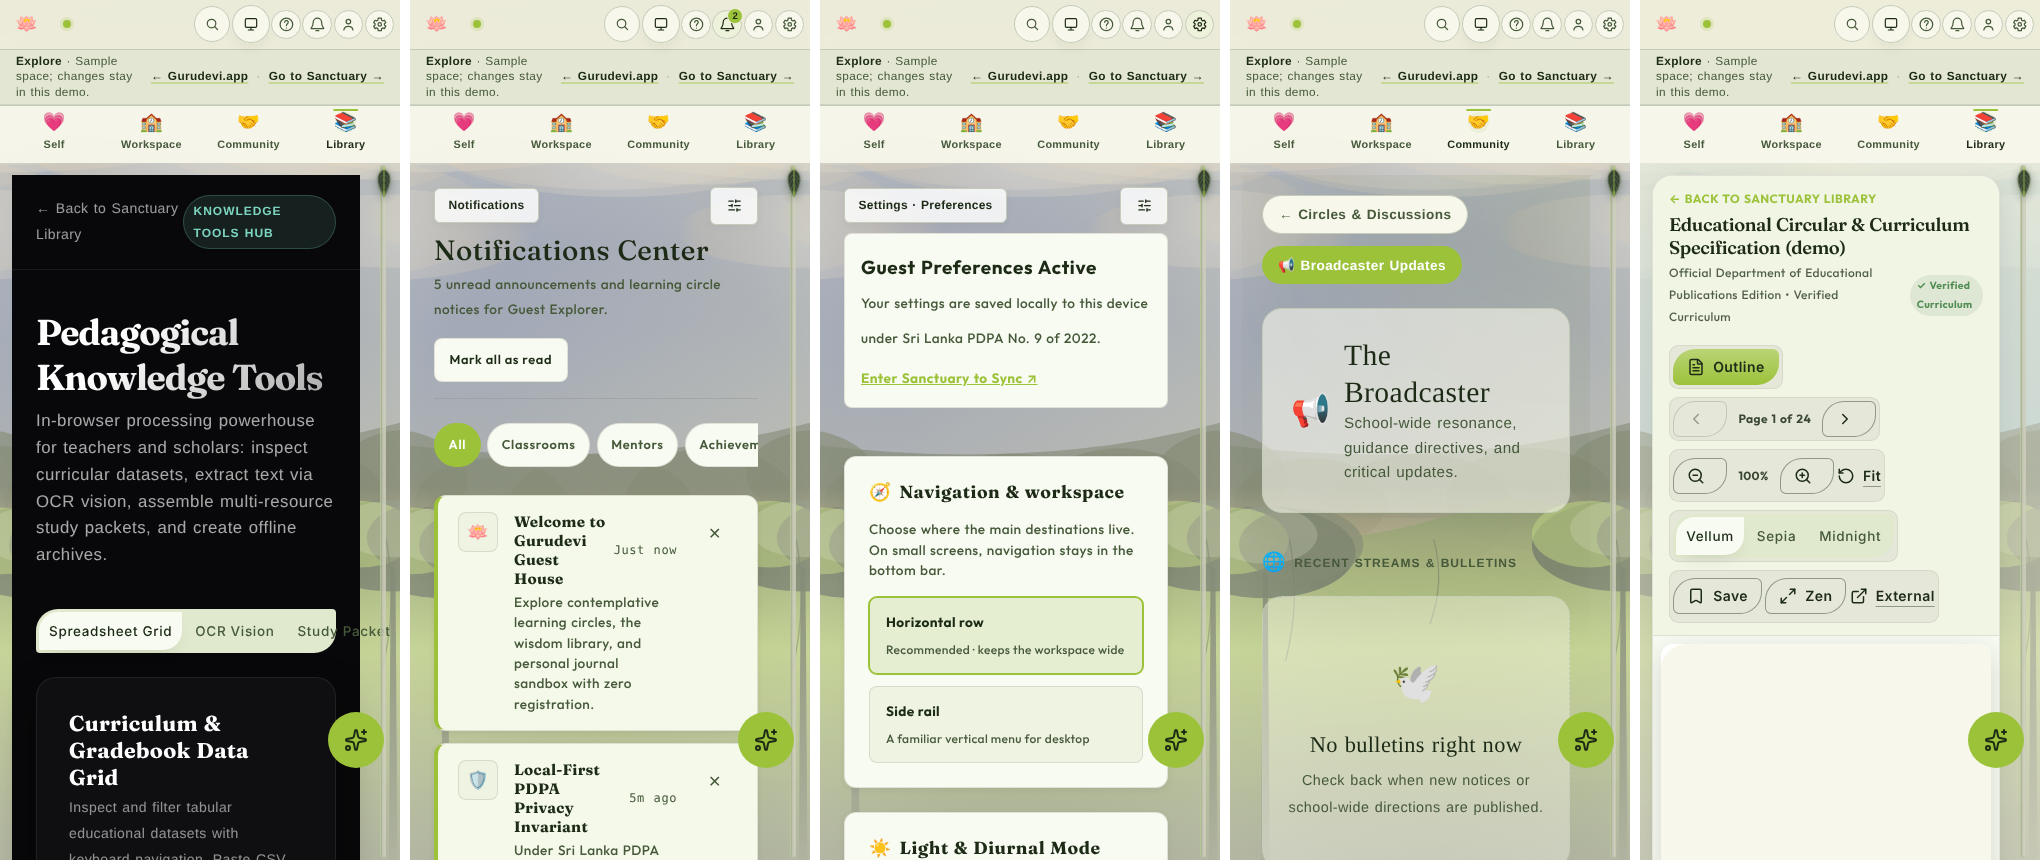 Explore · Sample
space; changes stay
in this demo.
← Gurudevi.app · Go to Sanctuary →
Self Workspace Community Library
← Back to Sanctuary
Library
KNOWLEDGE
TOOLS HUB
Pedagogical
Knowledge Tools
In-browser processing powerhouse
for teachers and scholars: inspect
curricular datasets, extract text via
OCR vision, assemble multi-resource
study packets, and create offline
archives.
Spreadsheet Grid OCR Vision Study Packet
Curriculum &
Gradebook Data
Grid
Inspect and filter tabular
educational datasets with
keyboard navigation. Paste CSV
2
Explore · Sample
space; changes stay
in this demo.
← Gurudevi.app · Go to Sanctuary →
Self Workspace Community Library
Notifications
Notifications Center
5 unread announcements and learning circle
notices for Guest Explorer.
Mark all as read
All Classrooms Mentors Achievem
Welcome to
Gurudevi
Guest
House
Just now
Explore contemplative
learning circles, the
wisdom library, and
personal journal
sandbox with zero
registration.
Local-First
PDPA
Privacy
Invariant
5m ago
Under Sri Lanka PDPA
Explore · Sample
space; changes stay
in this demo.
← Gurudevi.app · Go to Sanctuary →
Self Workspace Community Library
Settings · Preferences
Guest Preferences Active
Your settings are saved locally to this device
under Sri Lanka PDPA No. 9 of 2022.
Enter Sanctuary to Sync ↗
Navigation & workspace
Choose where the main destinations live.
On small screens, navigation stays in the
bottom bar.
Horizontal row
Recommended · keeps the workspace wide
Side rail
A familiar vertical menu for desktop
Light & Diurnal Mode
Explore · Sample
space; changes stay
in this demo.
← Gurudevi.app · Go to Sanctuary →
Self Workspace Community Library
← Circles & Discussions
Broadcaster Updates
The
Broadcaster
School-wide resonance,
guidance directives, and
critical updates.
RECENT STREAMS & BULLETINS
No bulletins right now
Check back when new notices or
school-wide directions are published.
Explore · Sample
space; changes stay
in this demo.
← Gurudevi.app · Go to Sanctuary →
Self Workspace Community Library
← BACK TO SANCTUARY LIBRARY
Educational Circular & Curriculum
Specification (demo)
Official Department of Educational
Publications Edition • Verified
Curriculum
✓ Verified
Curriculum
Outline
Page 1 of 24
100% Fit
Vellum Sepia Midnight
Save Zen External